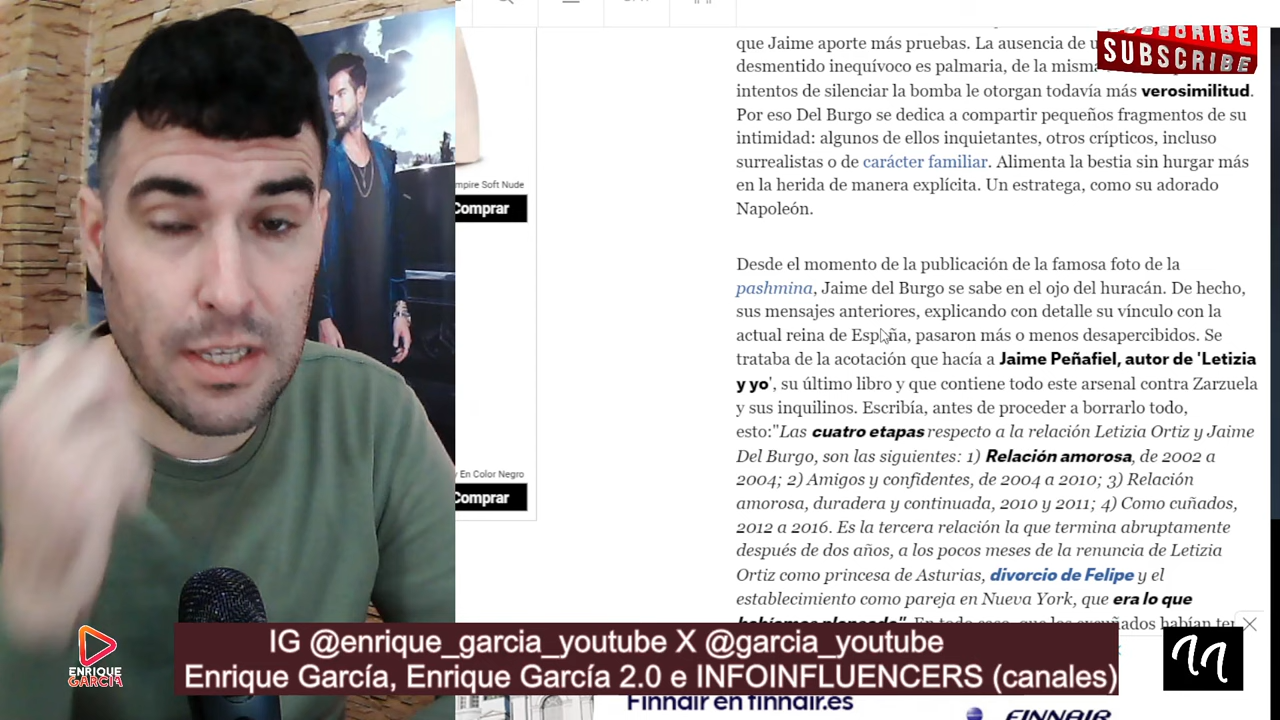 que Jaime aporte más pruebas. La ausencia de
desmentido inequívoco es palmaria, de la
intentos de silenciar la bomba le otorgan todavía más verosimilitud.
Por eso Del Burgo se dedica a compartir pequeños fragmentos de su
intimidad: algunos de ellos inquietantes, otros crípticos, incluso
surrealistas o de carácter familiar. Alimenta la bestia sin hurgar más
en la herida de manera explícita. Un estratega, como su adorado
Napoleón.
Desde el momento de la publicación de la famosa foto de la
pashmina, Jaime del Burgo se sabe en el ojo del huracán. De hecho,
sus mensajes anteriores, explicando con detalle su vínculo con la
actual reina de España, pasaron más o menos desapercibidos. Se
trataba de la acotación que hacía a Jaime Peñafiel, autor de 'Letizia
y yo', su último libro y que contiene todo este arsenal contra Zarzuela
y sus inquilinos. Escribía, antes de proceder a borrarlo todo,
esto:"Las cuatro etapas respecto a la relación Letizia Ortiz y Jaime
Del Burgo, son las siguientes: 1) Relación amorosa, de 2002 a
2004; 2) Amigos y confidentes, de 2004 a 2010; 3) Relación
amorosa, duradera y continuada, 2010 y 2011; 4) Como cuñados,
2012 a 2016. Es la tercera relación la que termina abruptamente
después de dos años, a los pocos meses de la renuncia de Letizia
Ortiz como princesa de Asturias, divorcio de Felipe y el
establecimiento como pareja en Nueva York, que era lo que
SUBSCRIBE
SUBSCRIBE
Soft Nude
Comprar
En Color Negro
Comprar
IG @enrique_garcia_youtube X @garcia_youtube
Enrique García, Enrique García 2.0 e INFOINFLUENCERS (canales)
ENRIQUE
GARCÍA
Finnair en finnair.es
FINNAIR